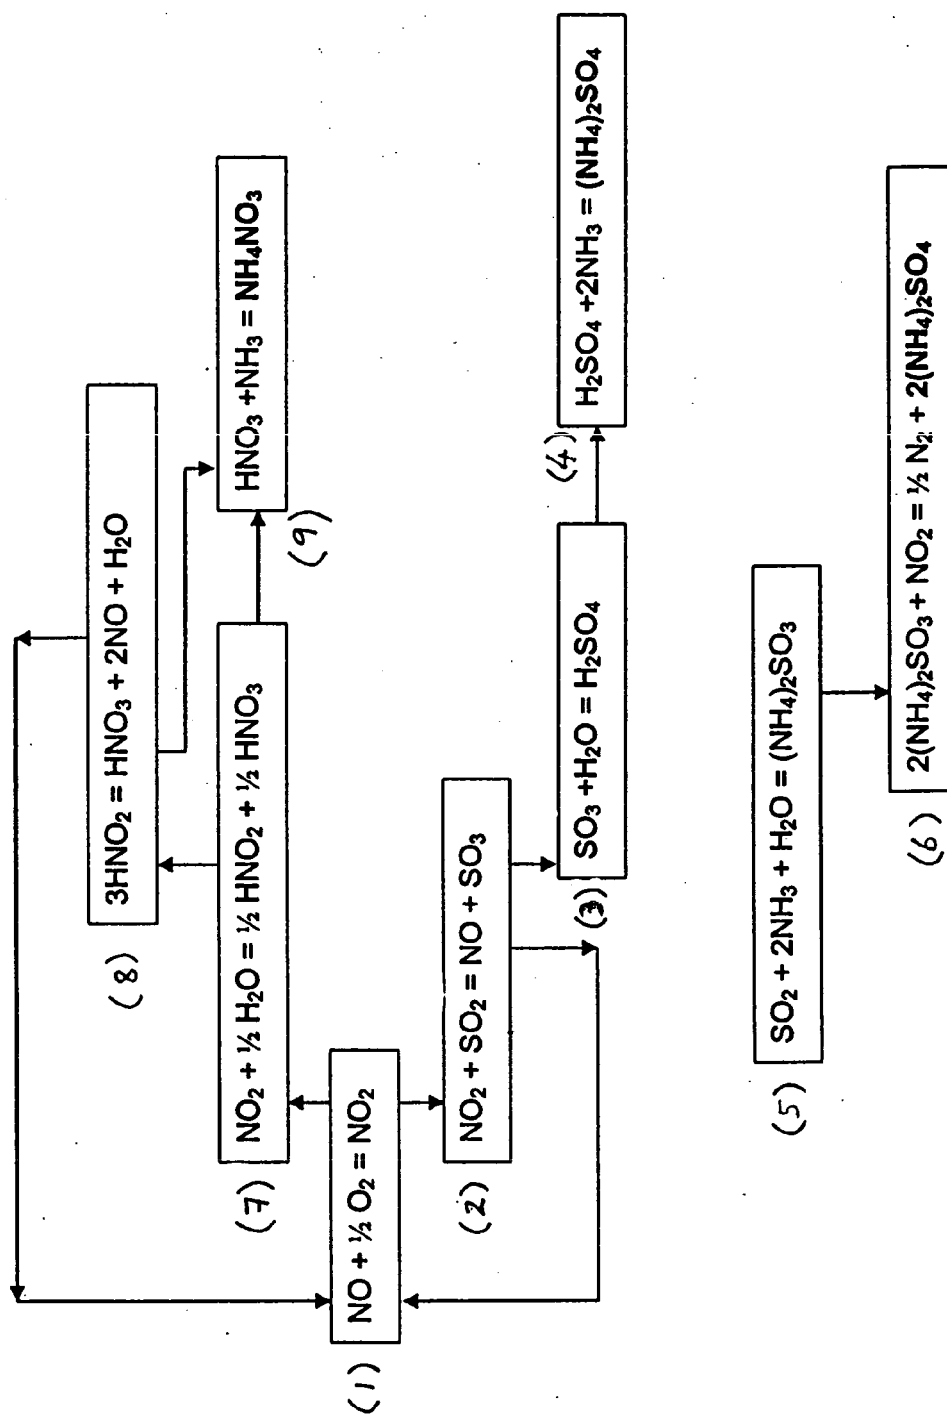 (8) 3HNO₂ = HNO₃ + 2NO + H₂O
(7) NO₂ + ½ H₂O = ½ HNO₂ + ½ HNO₃
(9) HNO₃ +NH₃ = NH₄NO₃
(1) NO + ½ O₂ = NO₂
(2) NO₂ + SO₂ = NO + SO₃
(3) SO₃ +H₂O = H₂SO₄
(4) H₂SO₄ +2NH₃ = (NH₄)₂SO₄
(5) SO₂ + 2NH₃ + H₂O = (NH₄)₂SO₃
(6) 2(NH₄)₂SO₃ + NO₂ = ½ N₂ + 2(NH₄)₂SO₄